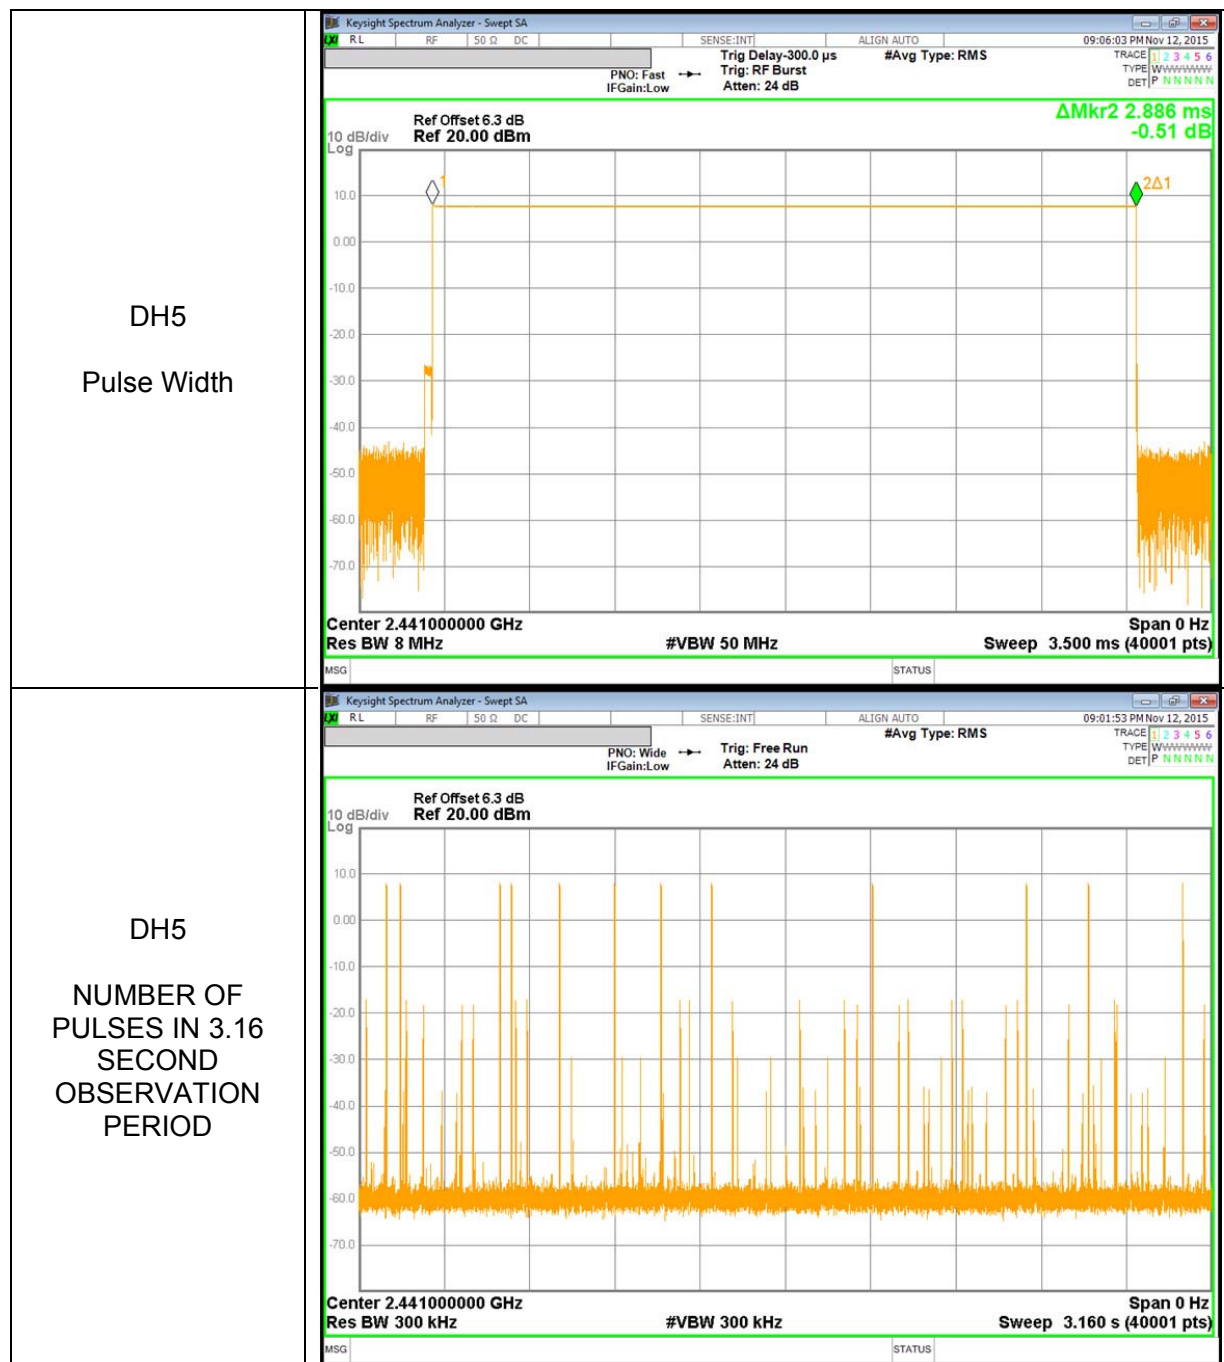 DH5
Pulse Width
Keysight Spectrum Analyzer - Swept SA
LXI RL RF 50 Ω DC SENSE:INT ALIGN AUTO 09:06:03 PM Nov 12, 2015
Trig Delay-300.0 µs #Avg Type: RMS TRACE 1 2 3 4 5 6
PNO: Fast Trig: RF Burst TYPE WWWWWW
IFGain:Low Atten: 24 dB DET P N N N N N
ΔMkr2 2.886 ms
-0.51 dB
Ref Offset 6.3 dB
10 dB/div Ref 20.00 dBm
Log
1
2Δ1
10.0
0.00
-10.0
-20.0
-30.0
-40.0
-50.0
-60.0
-70.0
Center 2.441000000 GHz Span 0 Hz
Res BW 8 MHz #VBW 50 MHz Sweep 3.500 ms (40001 pts)
MSG STATUS
DH5
NUMBER OF
PULSES IN 3.16
SECOND
OBSERVATION
PERIOD
Keysight Spectrum Analyzer - Swept SA
LXI RL RF 50 Ω DC SENSE:INT ALIGN AUTO 09:01:53 PM Nov 12, 2015
#Avg Type: RMS TRACE 1 2 3 4 5 6
PNO: Wide Trig: Free Run TYPE WWWWWW
IFGain:Low Atten: 24 dB DET P N N N N N
Ref Offset 6.3 dB
10 dB/div Ref 20.00 dBm
Log
10.0
0.00
-10.0
-20.0
-30.0
-40.0
-50.0
-60.0
-70.0
Center 2.441000000 GHz Span 0 Hz
Res BW 300 kHz #VBW 300 kHz Sweep 3.160 s (40001 pts)
MSG STATUS